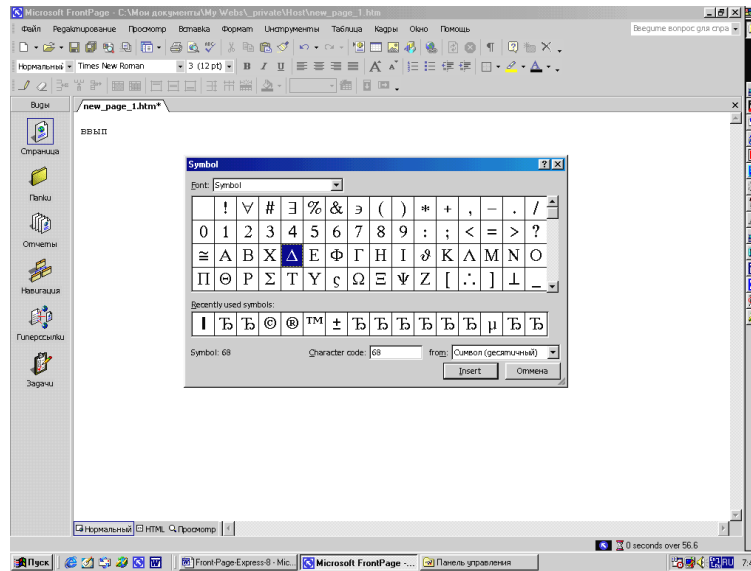 Microsoft FrontPage - C:\Мои документы\My Webs\_private\Host\new_page_1.htm
Файл Редактирование Просмотр Вставка Формат Инструменты Таблица Кадры Окно Помощь Введите вопрос для спра
Нормальный Times New Roman 3 (12 pt) B I U A A A
Виды new_page_1.htm*
ввып
Страница
Папки
Отчеты
Навигация
Гиперссылки
Задачи
Symbol
Font: Symbol
! ∀ # ∃ % & ∍ ( ) * + , − . /
0 1 2 3 4 5 6 7 8 9 : ; < = > ?
≅ Α Β Χ Δ Ε Φ Γ Η Ι ϑ Κ Λ Μ Ν Ο
Π Θ Ρ Σ Τ Υ ς Ω Ξ Ψ Ζ [ ∴ ] ⊥ _
Recently used symbols:
Ђ Ђ © ® ™ ± Ђ Ђ Ђ Ђ Ђ Ђ µ Ђ Ђ
Symbol: 68 Character code: 68 from: Символ (десятичный)
Insert Отмена
Нормальный HTML Просмотр
0 seconds over 56.6
Пуск Front-Page-Express-8 - Mic... Microsoft FrontPage -... Панель управления RU